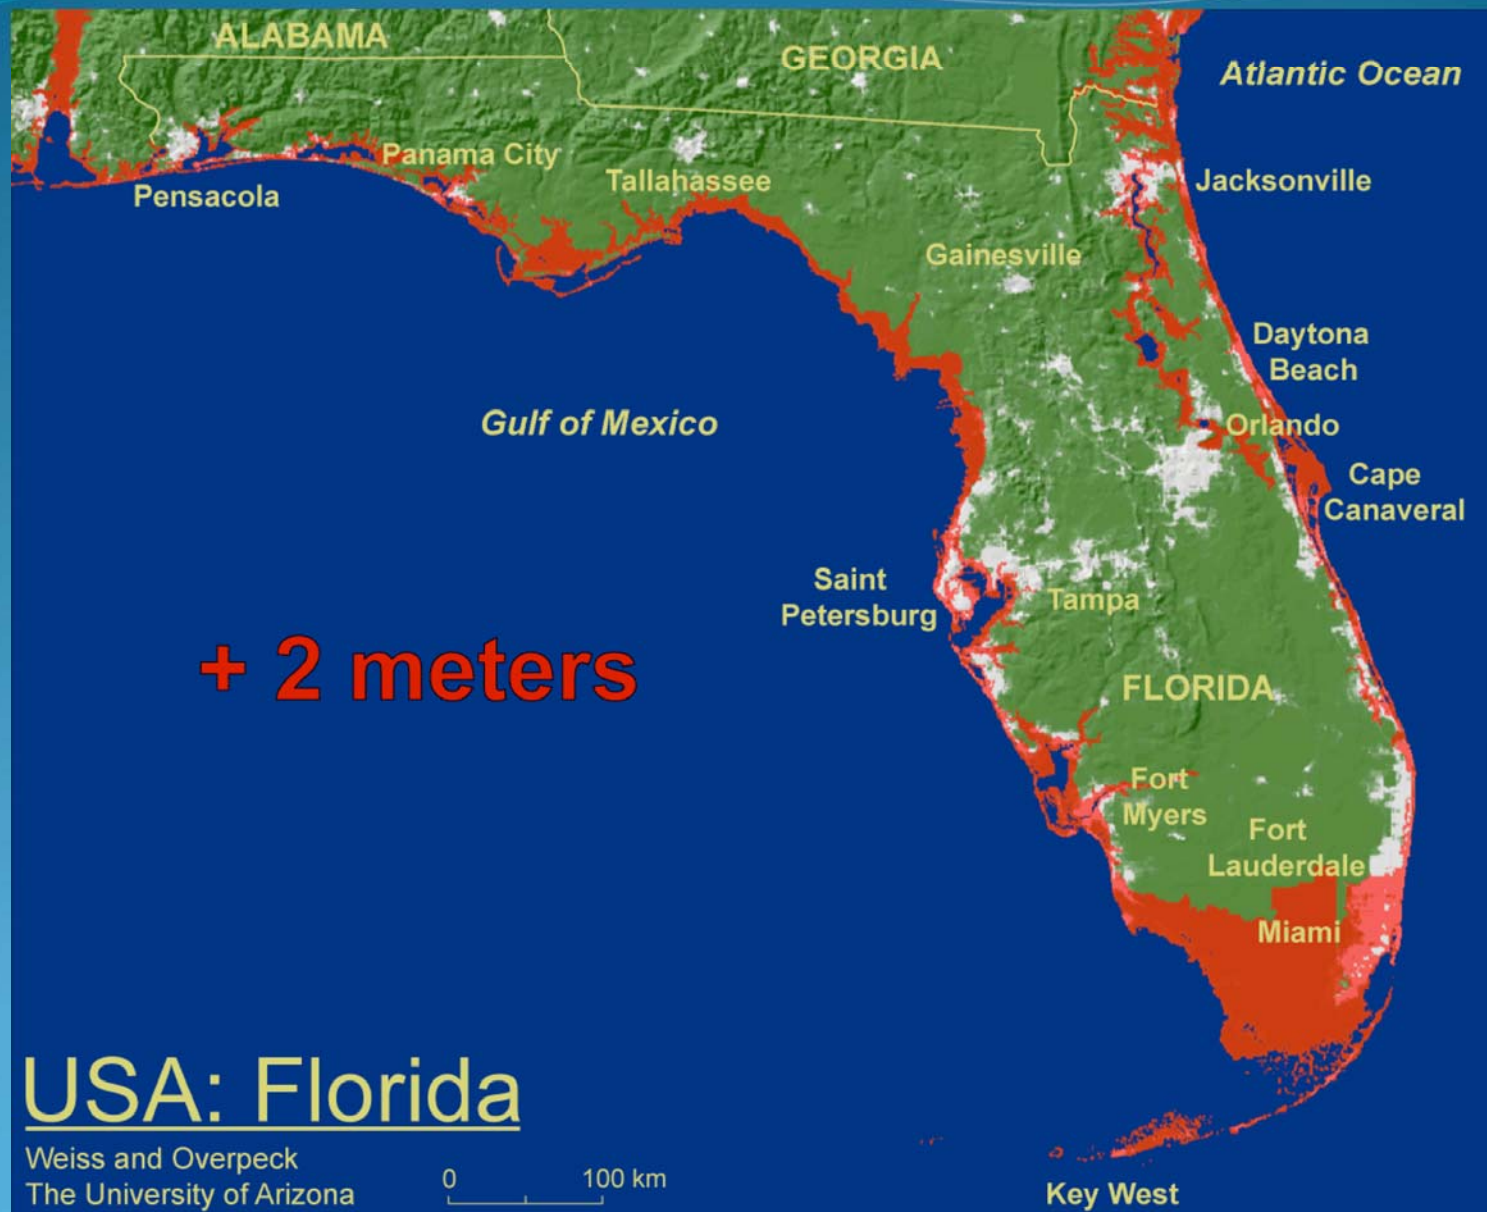 ALABAMA
GEORGIA
Atlantic Ocean
Panama City
Pensacola
Tallahassee
Jacksonville
Gainesville
Daytona
Beach
Gulf of Mexico
Orlando
Cape
Canaveral
Saint
Petersburg
Tampa
+ 2 meters
FLORIDA
Fort
Myers
Fort
Lauderdale
Miami
USA: Florida
Weiss and Overpeck
The University of Arizona
0 100 km
Key West